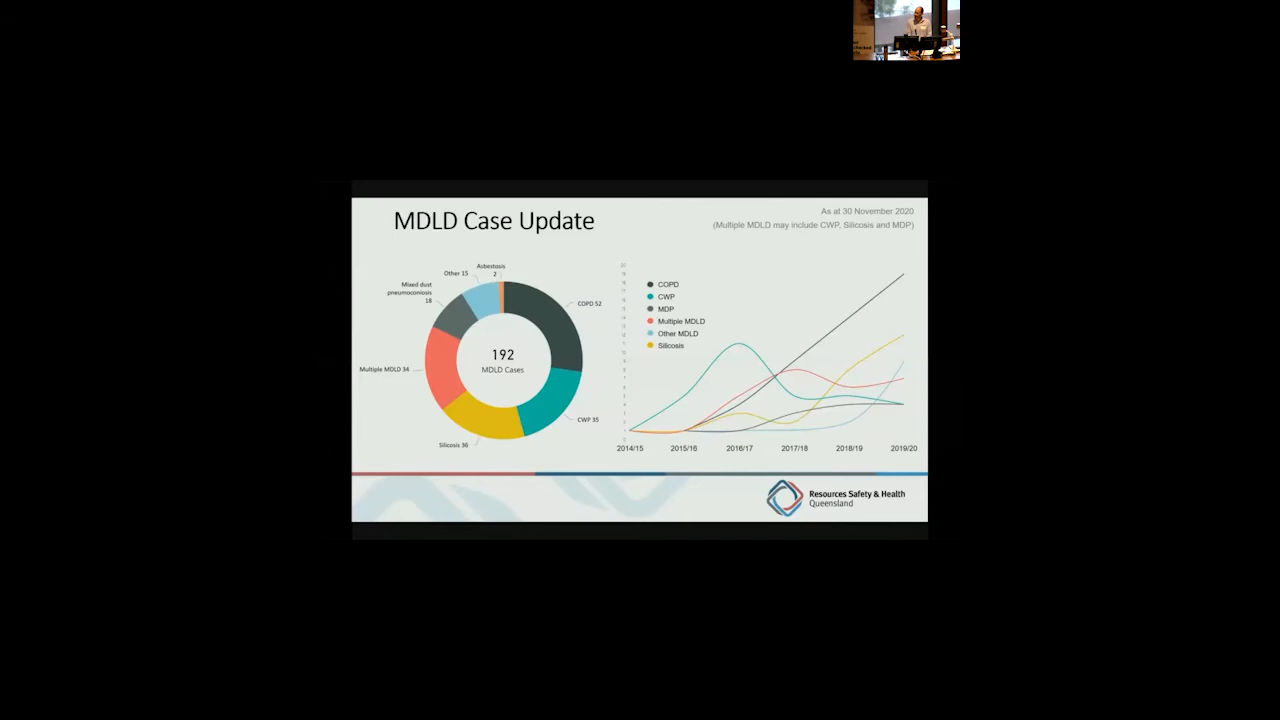 MDLD Case Update
As at 30 November 2020
(Multiple MDLD may include CWP, Silicosis and MDP)
Asbestosis
2
Other 15
Mixed dust
pneumoconiosis
18
COPD 52
192
MDLD Cases
Multiple MDLD 34
CWP 35
Silicosis 36
COPD
CWP
MDP
Multiple MDLD
Other MDLD
Silicosis
2014/15
2015/16
2016/17
2017/18
2018/19
2019/20
Resources Safety & Health
Queensland